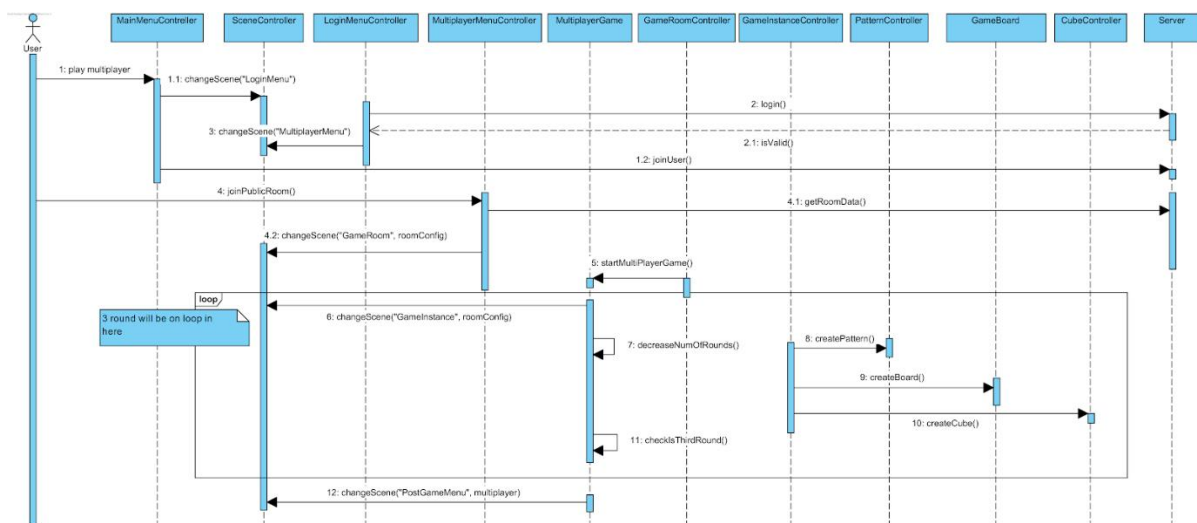 User
MainMenuController
SceneController
LoginMenuController
MultiplayerMenuController
MultiplayerGame
GameRoomController
GameInstanceController
PatternController
GameBoard
CubeController
Server
1: play multiplayer
1.1: changeScene("LoginMenu")
2: login()
3: changeScene("MultiplayerMenu")
2.1: isValid()
1.2: joinUser()
4: joinPublicRoom()
4.1: getRoomData()
4.2: changeScene("GameRoom", roomConfig)
5: startMultiPlayerGame()
loop
3 round will be on loop in
here
6: changeScene("GameInstance", roomConfig)
7: decreaseNumOfRounds()
8: createPattern()
9: createBoard()
10: createCube()
11: checkIsThirdRound()
12: changeScene("PostGameMenu", multiplayer)